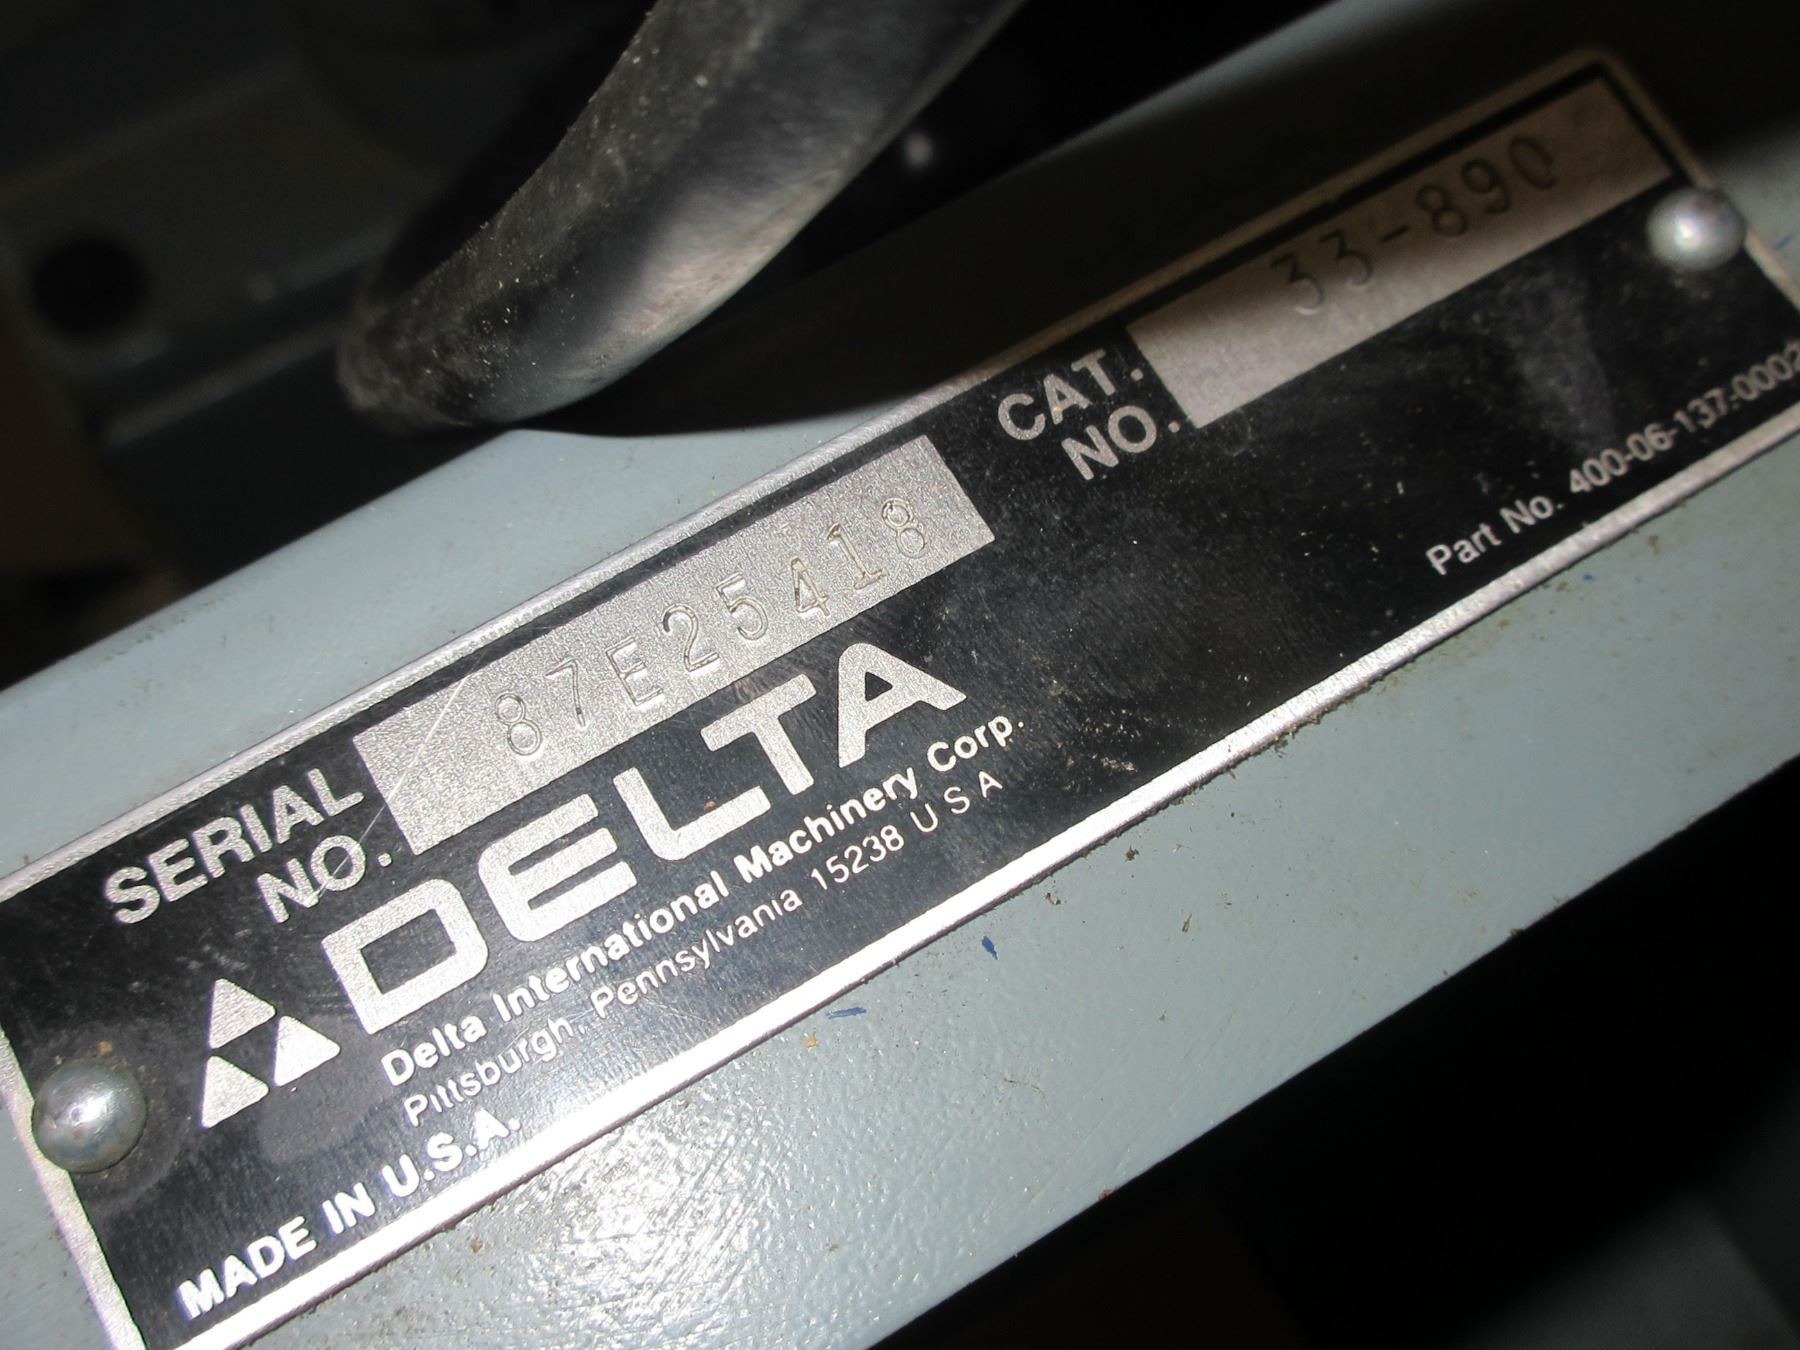 SERIAL NO. 87E25418
CAT. NO. 33-890
DELTA
Delta International Machinery Corp.
Pittsburgh, Pennsylvania 15238 U S A
MADE IN U.S.A.
Part No. 400-06-137-0002